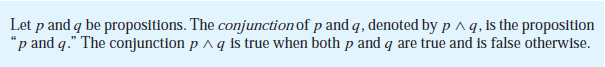 Let p and q be propositions. The conjunction of p and q, denoted by p ∧ q, is the proposition
“p and q.” The conjunction p ∧ q is true when both p and q are true and is false otherwise.